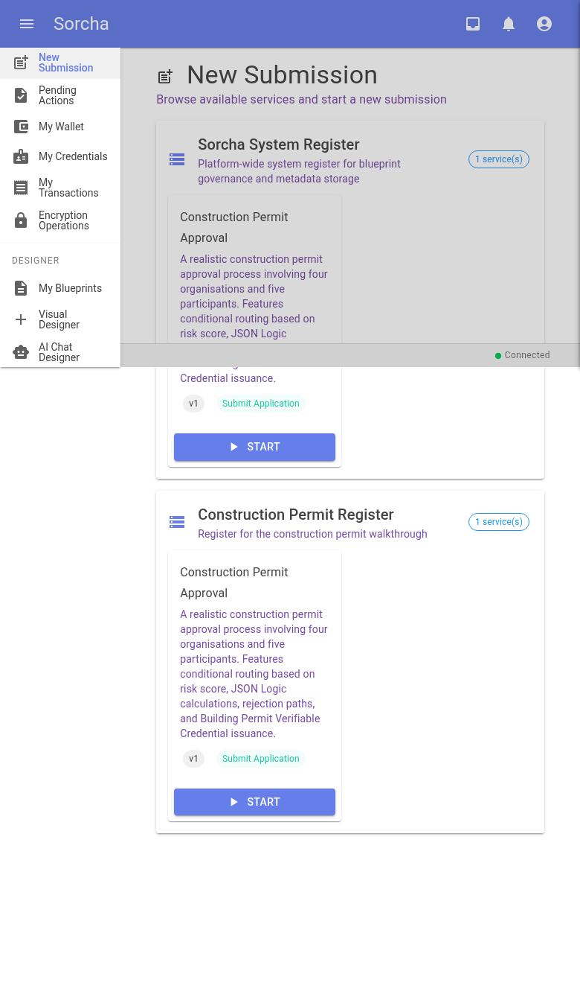 Sorcha
New
Submission
Pending
Actions
My Wallet
My Credentials
My
Transactions
Encryption
Operations
DESIGNER
My Blueprints
Visual
Designer
AI Chat
Designer
New Submission
Browse available services and start a new submission
Sorcha System Register
Platform-wide system register for blueprint
governance and metadata storage
1 service(s)
Construction Permit
Approval
A realistic construction permit
approval process involving four
organisations and five
participants. Features
conditional routing based on
risk score, JSON Logic
Connected
Credential issuance.
v1
Submit Application
START
Construction Permit Register
Register for the construction permit walkthrough
1 service(s)
Construction Permit
Approval
A realistic construction permit
approval process involving four
organisations and five
participants. Features
conditional routing based on
risk score, JSON Logic
calculations, rejection paths,
and Building Permit Verifiable
Credential issuance.
v1
Submit Application
START